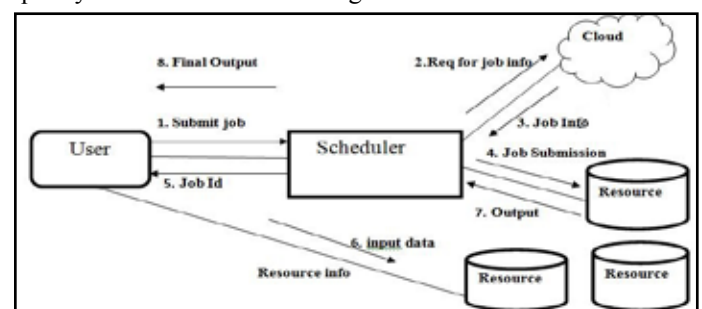 Cloud
8. Final Output
2.Req for job info
1. Submit job
3. Job Info
User
Scheduler
4. Job Submission
5. Job Id
Resource
7. Output
6. input data
Resource info
Resource
Resource